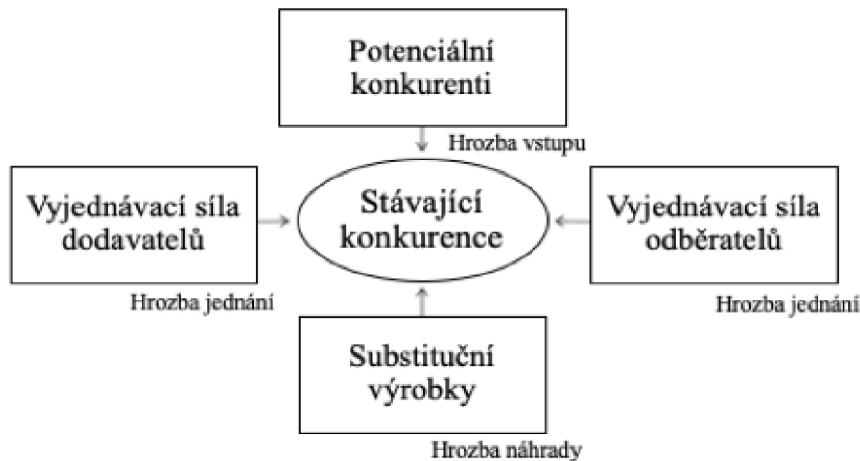 Potenciální
konkurenti
Hrozba vstupu
Vyjednávací síla
dodavatelů
Hrozba jednání
Stávající
konkurence
Vyjednávací síla
odběratelů
Hrozba jednání
Substituční
výrobky
Hrozba náhrady